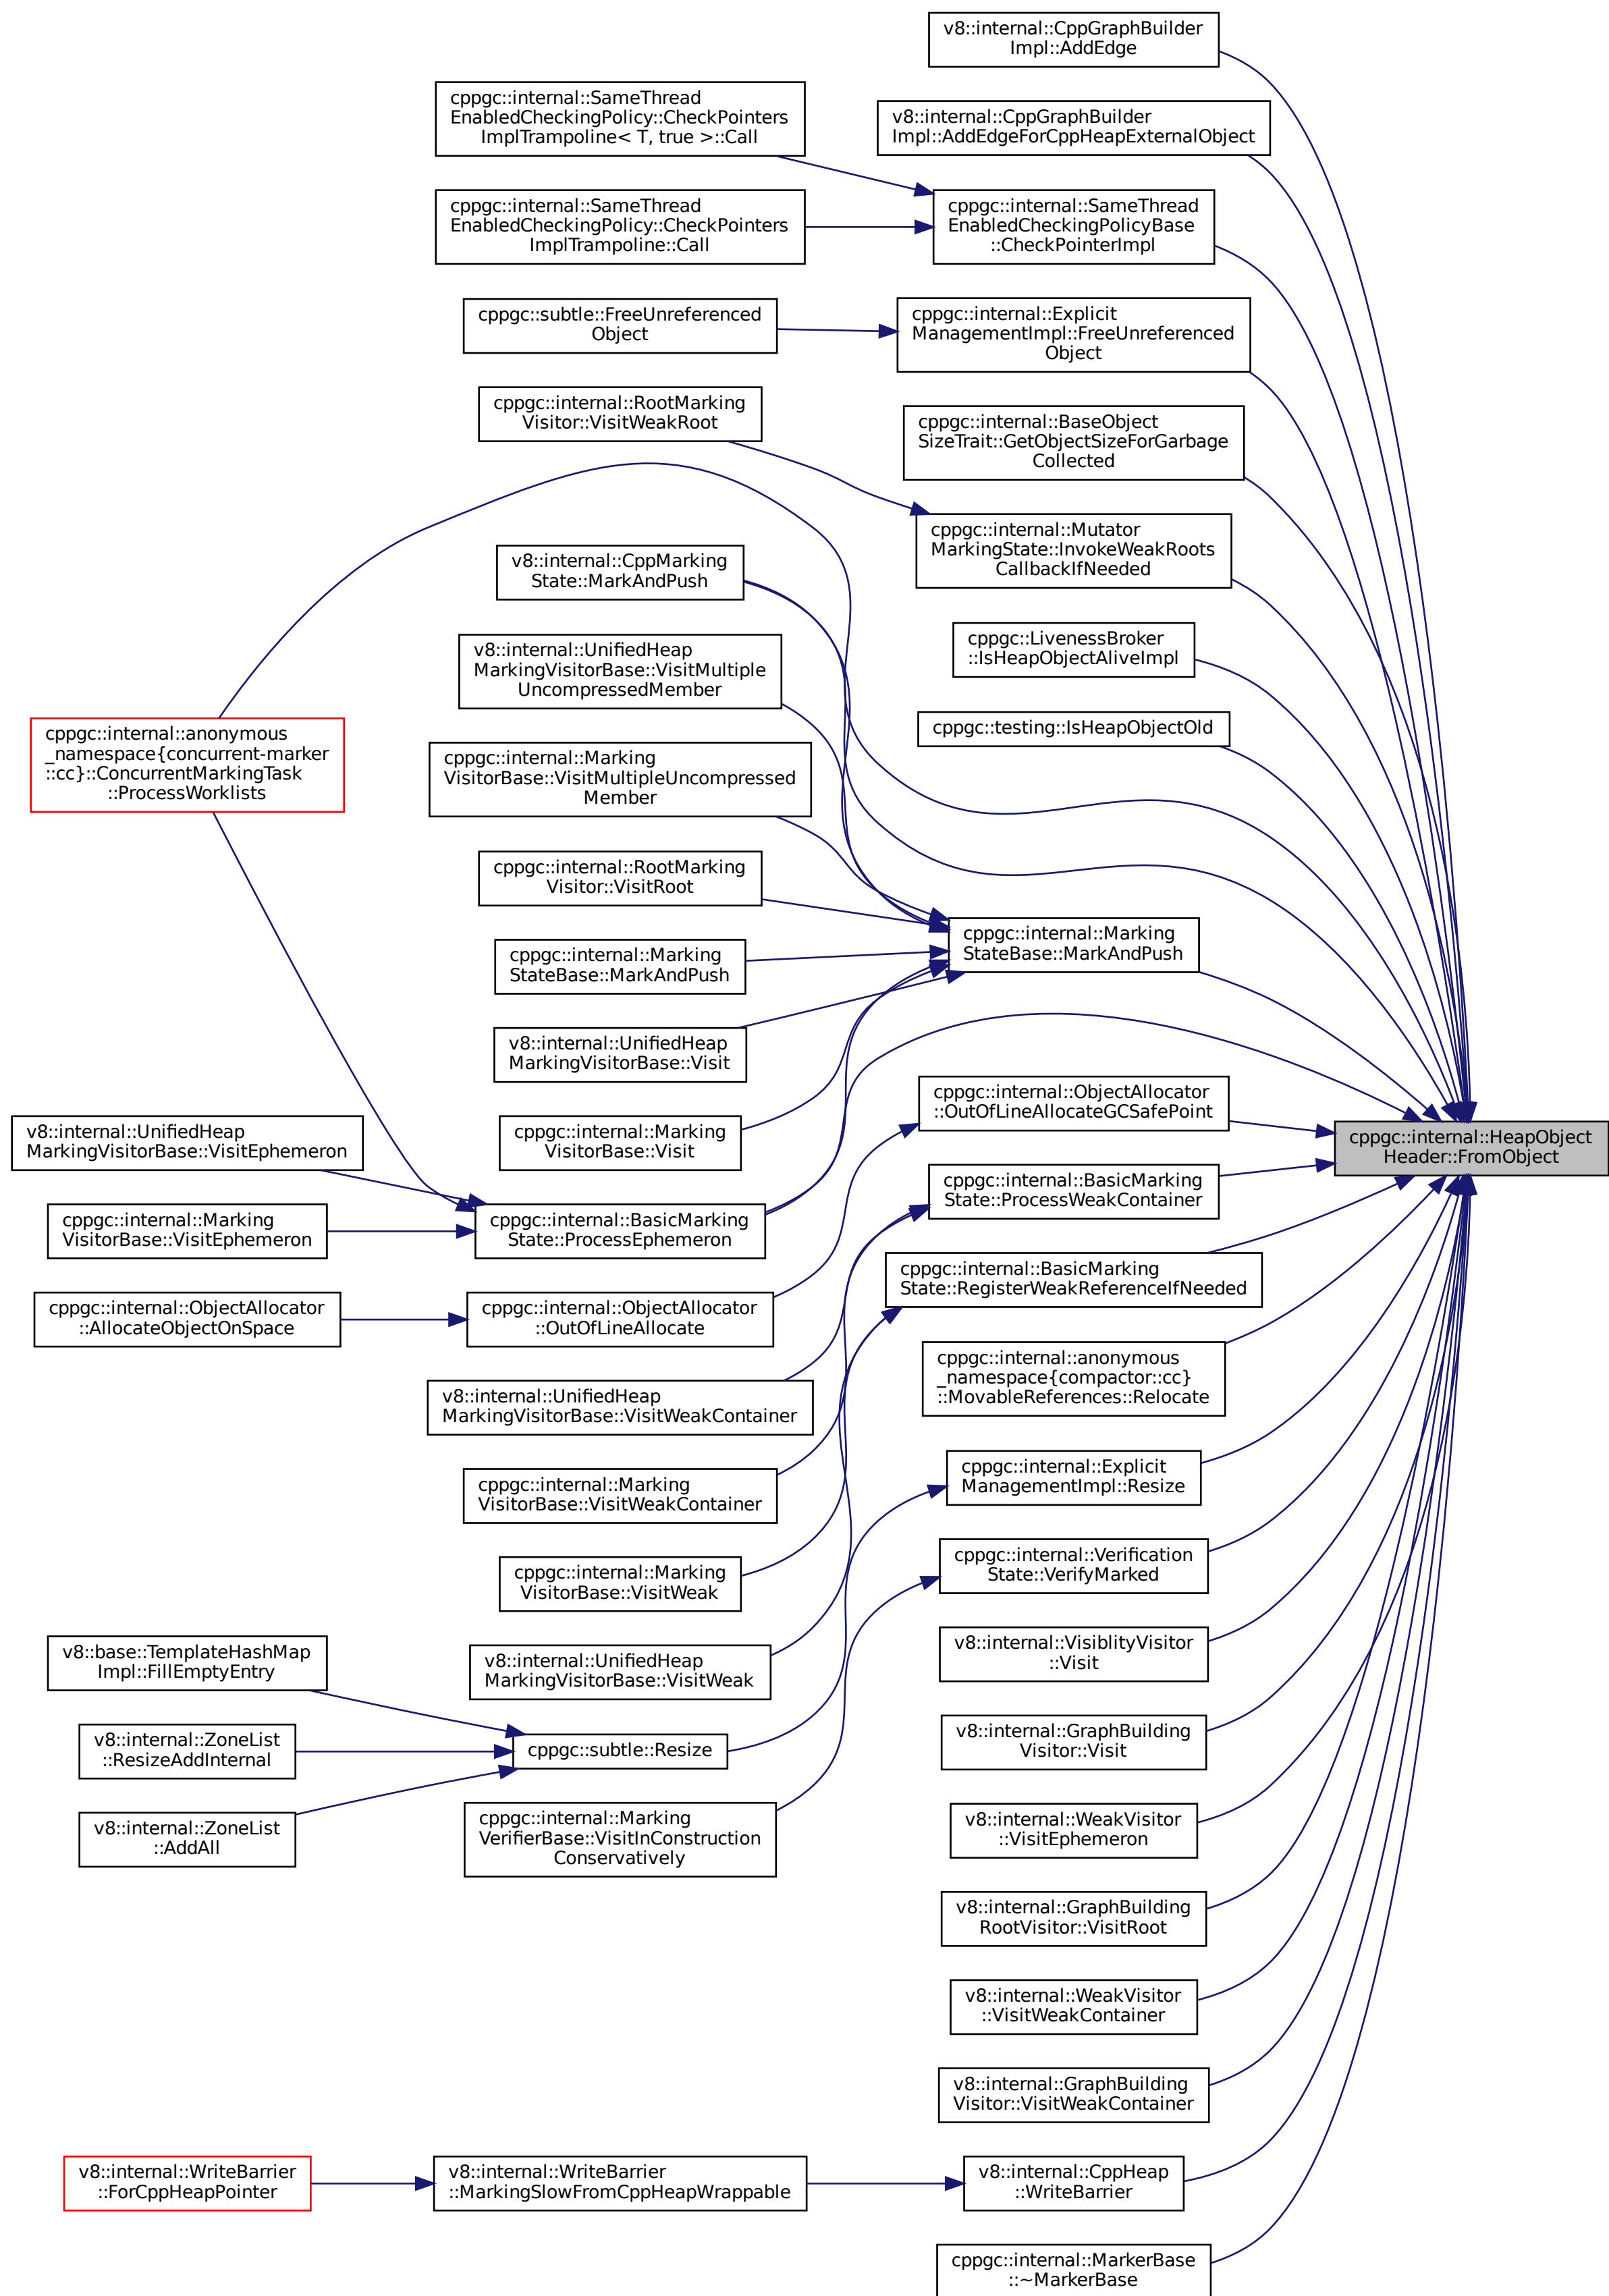 v8::internal::CppGraphBuilder
Impl::AddEdge
cppgc::internal::SameThread
EnabledCheckingPolicy::CheckPointers
ImplTrampoline< T, true >::Call
v8::internal::CppGraphBuilder
Impl::AddEdgeForCppHeapExternalObject
cppgc::internal::SameThread
EnabledCheckingPolicy::CheckPointers
ImplTrampoline::Call
cppgc::internal::SameThread
EnabledCheckingPolicyBase
::CheckPointerImpl
cppgc::subtle::FreeUnreferenced
Object
cppgc::internal::Explicit
ManagementImpl::FreeUnreferenced
Object
cppgc::internal::RootMarking
Visitor::VisitWeakRoot
cppgc::internal::BaseObject
SizeTrait::GetObjectSizeForGarbage
Collected
cppgc::internal::Mutator
MarkingState::InvokeWeakRoots
CallbackIfNeeded
v8::internal::CppMarking
State::MarkAndPush
cppgc::LivenessBroker
::IsHeapObjectAliveImpl
v8::internal::UnifiedHeap
MarkingVisitorBase::VisitMultiple
UncompressedMember
cppgc::testing::IsHeapObjectOld
cppgc::internal::anonymous
_namespace{concurrent-marker
::cc}::ConcurrentMarkingTask
::ProcessWorklists
cppgc::internal::Marking
VisitorBase::VisitMultipleUncompressed
Member
cppgc::internal::RootMarking
Visitor::VisitRoot
cppgc::internal::Marking
StateBase::MarkAndPush
cppgc::internal::Marking
StateBase::MarkAndPush
v8::internal::UnifiedHeap
MarkingVisitorBase::Visit
cppgc::internal::ObjectAllocator
::OutOfLineAllocateGCSafePoint
cppgc::internal::Marking
VisitorBase::Visit
cppgc::internal::HeapObject
Header::FromObject
v8::internal::UnifiedHeap
MarkingVisitorBase::VisitEphemeron
cppgc::internal::BasicMarking
State::ProcessWeakContainer
cppgc::internal::Marking
VisitorBase::VisitEphemeron
cppgc::internal::BasicMarking
State::ProcessEphemeron
cppgc::internal::BasicMarking
State::RegisterWeakReferenceIfNeeded
cppgc::internal::ObjectAllocator
::AllocateObjectOnSpace
cppgc::internal::ObjectAllocator
::OutOfLineAllocate
cppgc::internal::anonymous
_namespace{compactor::cc}
::MovableReferences::Relocate
v8::internal::UnifiedHeap
MarkingVisitorBase::VisitWeakContainer
cppgc::internal::Explicit
ManagementImpl::Resize
cppgc::internal::Marking
VisitorBase::VisitWeakContainer
cppgc::internal::Verification
State::VerifyMarked
cppgc::internal::Marking
VisitorBase::VisitWeak
v8::internal::VisiblityVisitor
::Visit
v8::base::TemplateHashMap
Impl::FillEmptyEntry
v8::internal::UnifiedHeap
MarkingVisitorBase::VisitWeak
v8::internal::GraphBuilding
Visitor::Visit
v8::internal::ZoneList
::ResizeAddInternal
cppgc::subtle::Resize
v8::internal::ZoneList
::AddAll
cppgc::internal::Marking
VerifierBase::VisitInConstruction
Conservatively
v8::internal::WeakVisitor
::VisitEphemeron
v8::internal::GraphBuilding
RootVisitor::VisitRoot
v8::internal::WeakVisitor
::VisitWeakContainer
v8::internal::GraphBuilding
Visitor::VisitWeakContainer
v8::internal::WriteBarrier
::ForCppHeapPointer
v8::internal::WriteBarrier
::MarkingSlowFromCppHeapWrappable
v8::internal::CppHeap
::WriteBarrier
cppgc::internal::MarkerBase
::~MarkerBase